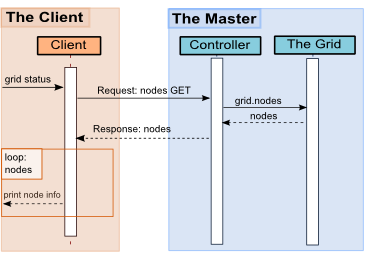 The Client
The Master
Client
Controller
The Grid
grid status
Request: nodes GET
grid.nodes
nodes
Response: nodes
loop:
nodes
print node info